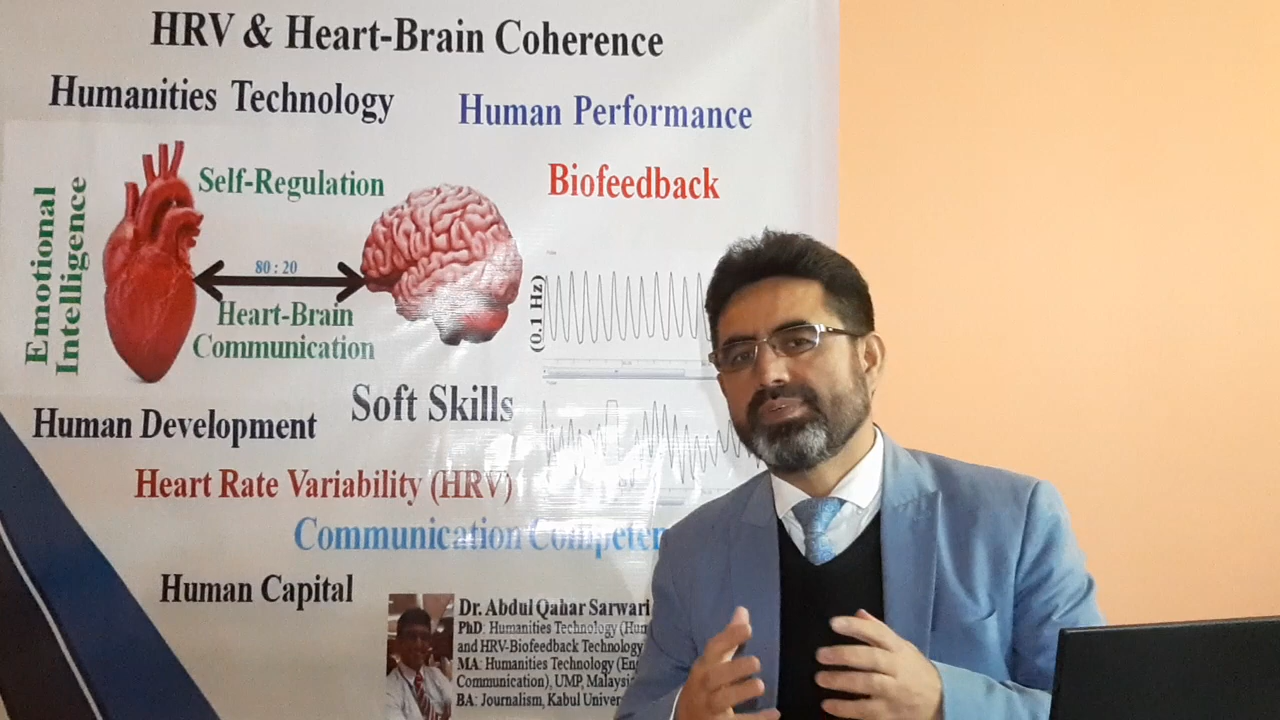 HRV & Heart-Brain Coherence
Humanities Technology
Human Performance
Emotional
Intelligence
Self-Regulation
Biofeedback
80 : 20
Heart-Brain
Communication
(0.1 Hz)
Human Development
Soft Skills
Heart Rate Variability (HRV)
Communication
Human Capital
Dr. Abdul Qahar Sarwari
PhD: Humanities Technology
and HRV-Biofeedback Technology
MA: Humanities Technology
Communication), UMP,
BA: Journalism, Kabul